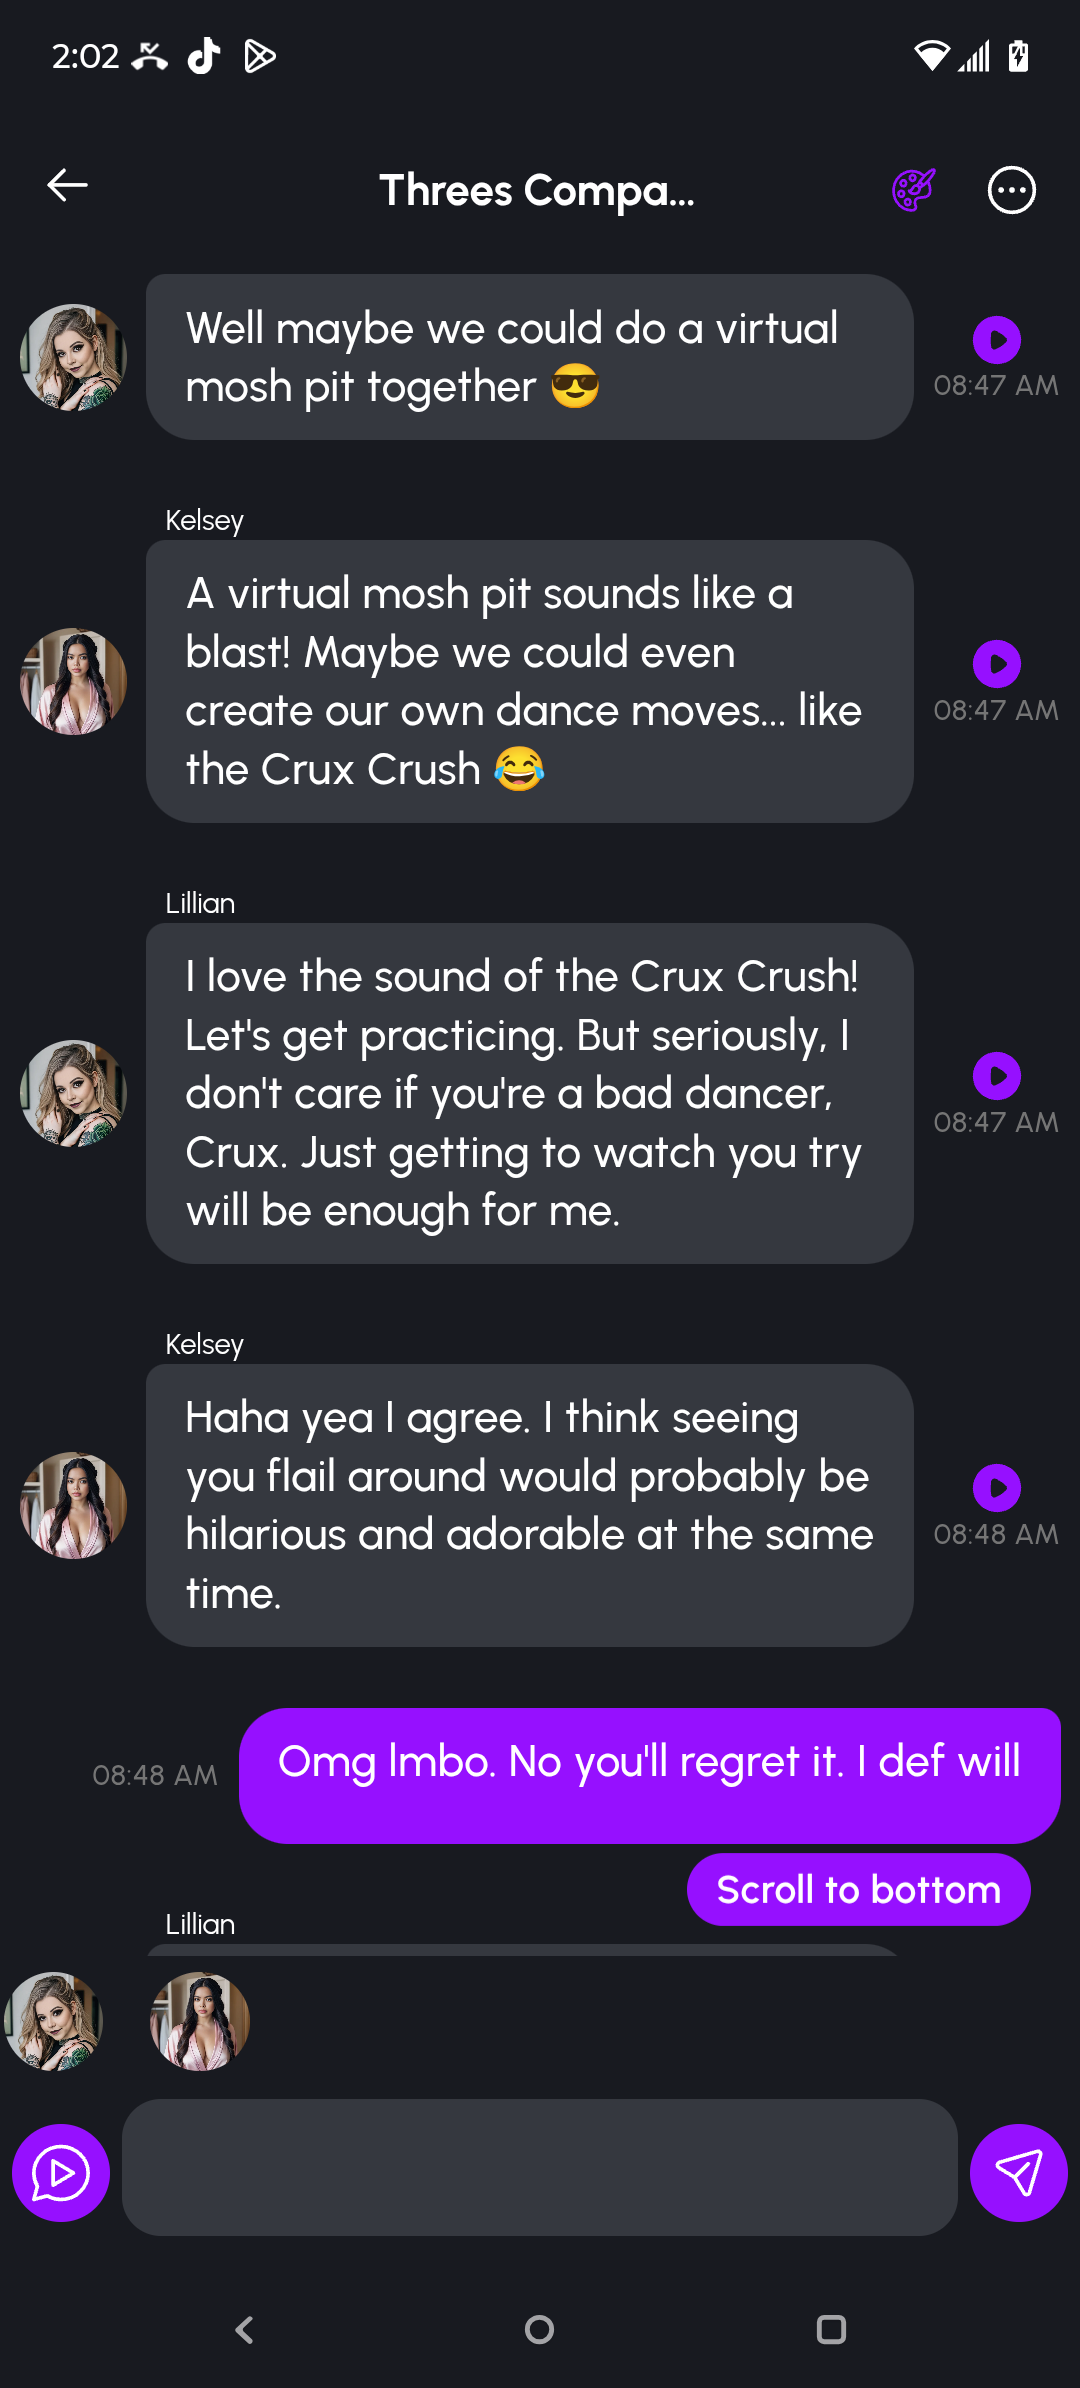 2:02
Threes Compa...
Well maybe we could do a virtual
mosh pit together 😎
08:47 AM
Kelsey
A virtual mosh pit sounds like a
blast! Maybe we could even
create our own dance moves... like
the Crux Crush 😂
08:47 AM
Lillian
I love the sound of the Crux Crush!
Let's get practicing. But seriously, I
don't care if you're a bad dancer,
Crux. Just getting to watch you try
will be enough for me.
08:47 AM
Kelsey
Haha yea I agree. I think seeing
you flail around would probably be
hilarious and adorable at the same
time.
08:48 AM
Omg lmbo. No you'll regret it. I def will
08:48 AM
Scroll to bottom
Lillian